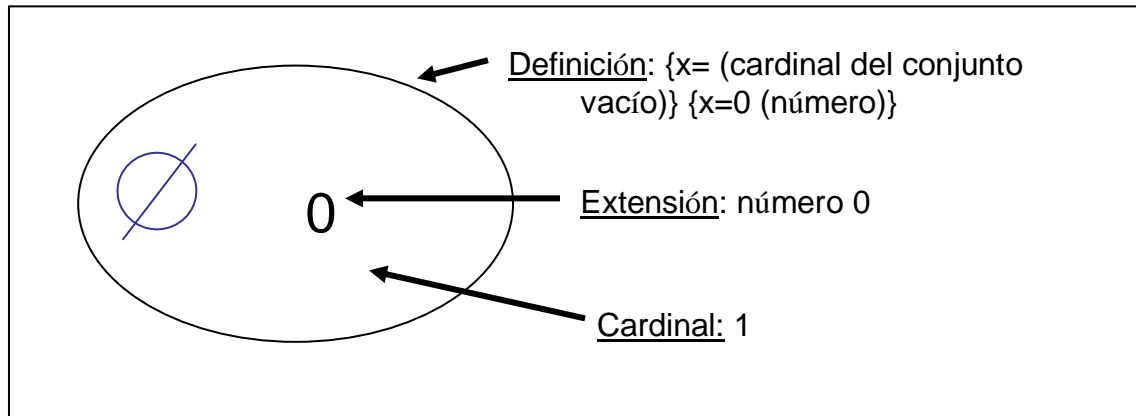 Definición: {x= (cardinal del conjunto
vacío)} {x=0 (número)}
∅
0
Extensión: número 0
Cardinal: 1